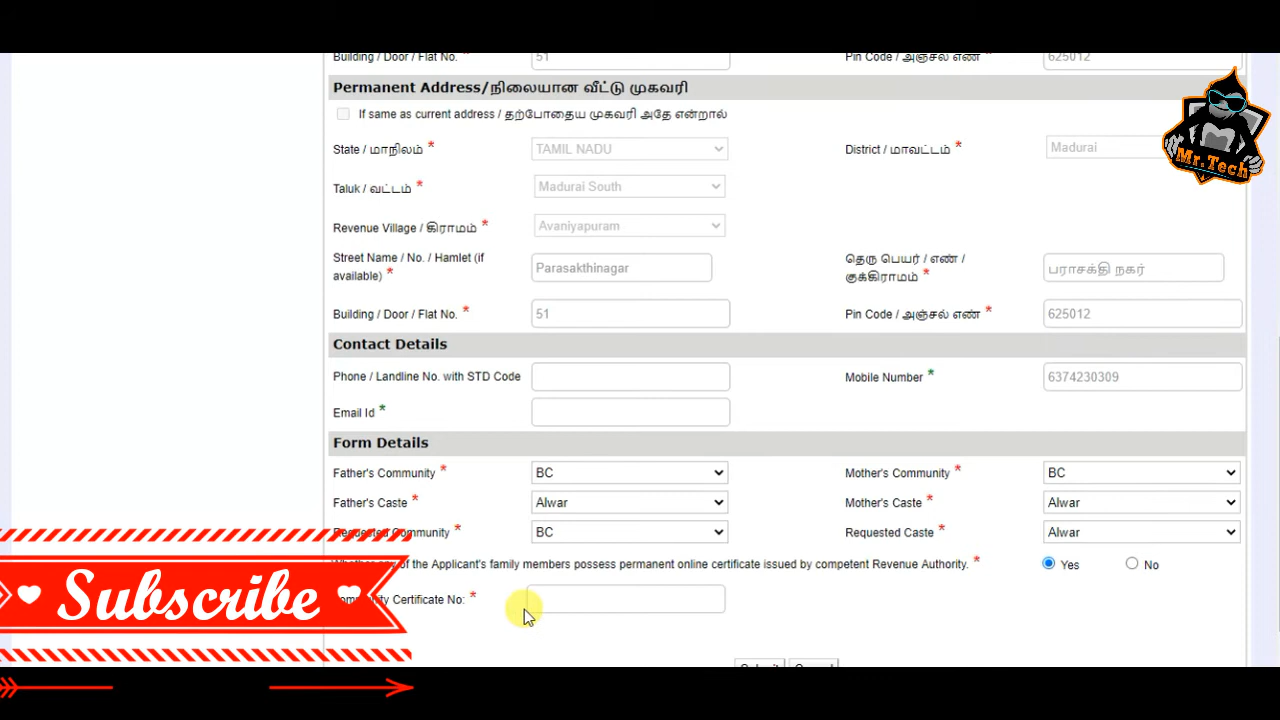 Building / Door / Flat No. * 51 Pin Code / அஞ்சல் எண் * 625012
Permanent Address/நிலையான வீட்டு முகவரி
If same as current address / தற்போதைய முகவரி அதே என்றால்
State / மாநிலம் * TAMIL NADU District / மாவட்டம் * Madurai
Taluk / வட்டம் * Madurai South
Revenue Village / கிராமம் * Avaniyapuram
Street Name / No. / Hamlet (if available) * Parasakthinagar தெரு பெயர் / எண் / குக்கிராமம் * பராசக்தி நகர்
Building / Door / Flat No. * 51 Pin Code / அஞ்சல் எண் * 625012
Contact Details
Phone / Landline No. with STD Code Mobile Number * 6374230309
Email Id *
Form Details
Father's Community * BC Mother's Community * BC
Father's Caste * Alwar Mother's Caste * Alwar
Requested Community * BC Requested Caste * Alwar
Whether any of the Applicant's family members possess permanent online certificate issued by competent Revenue Authority. * Yes No
Certificate No: *
Subscribe
Mr.Tech